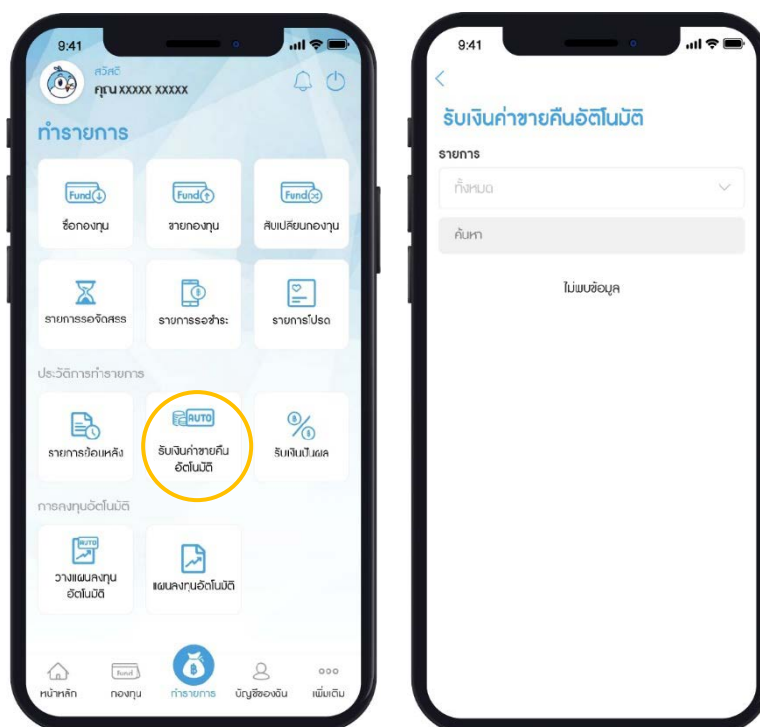 9:41
สวัสดี
คุณ xxxxx xxxxx
ทำรายการ
Fund
Fund
Fund
ซื้อกองทุน
ขายกองทุน
สับเปลี่ยนกองทุน
รายการรอจัดสรร
รายการรอชำระ
รายการโปรด
ประวัติการทำรายการ
AUTO
รายการย้อนหลัง
รับเงินค่าขายคืน
อัตโนมัติ
รับเงินปันผล
การลงทุนอัตโนมัติ
AUTO
วางแผนลงทุน
อัตโนมัติ
แผนลงทุนอัตโนมัติ
Fund
หน้าหลัก
กองทุน
ทำรายการ
บัญชีของฉัน
เพิ่มเติม
9:41
รับเงินค่าขายคืนอัติโนมัติ
รายการ
ทั้งหมด
ค้นหา
ไม่พบข้อมูล